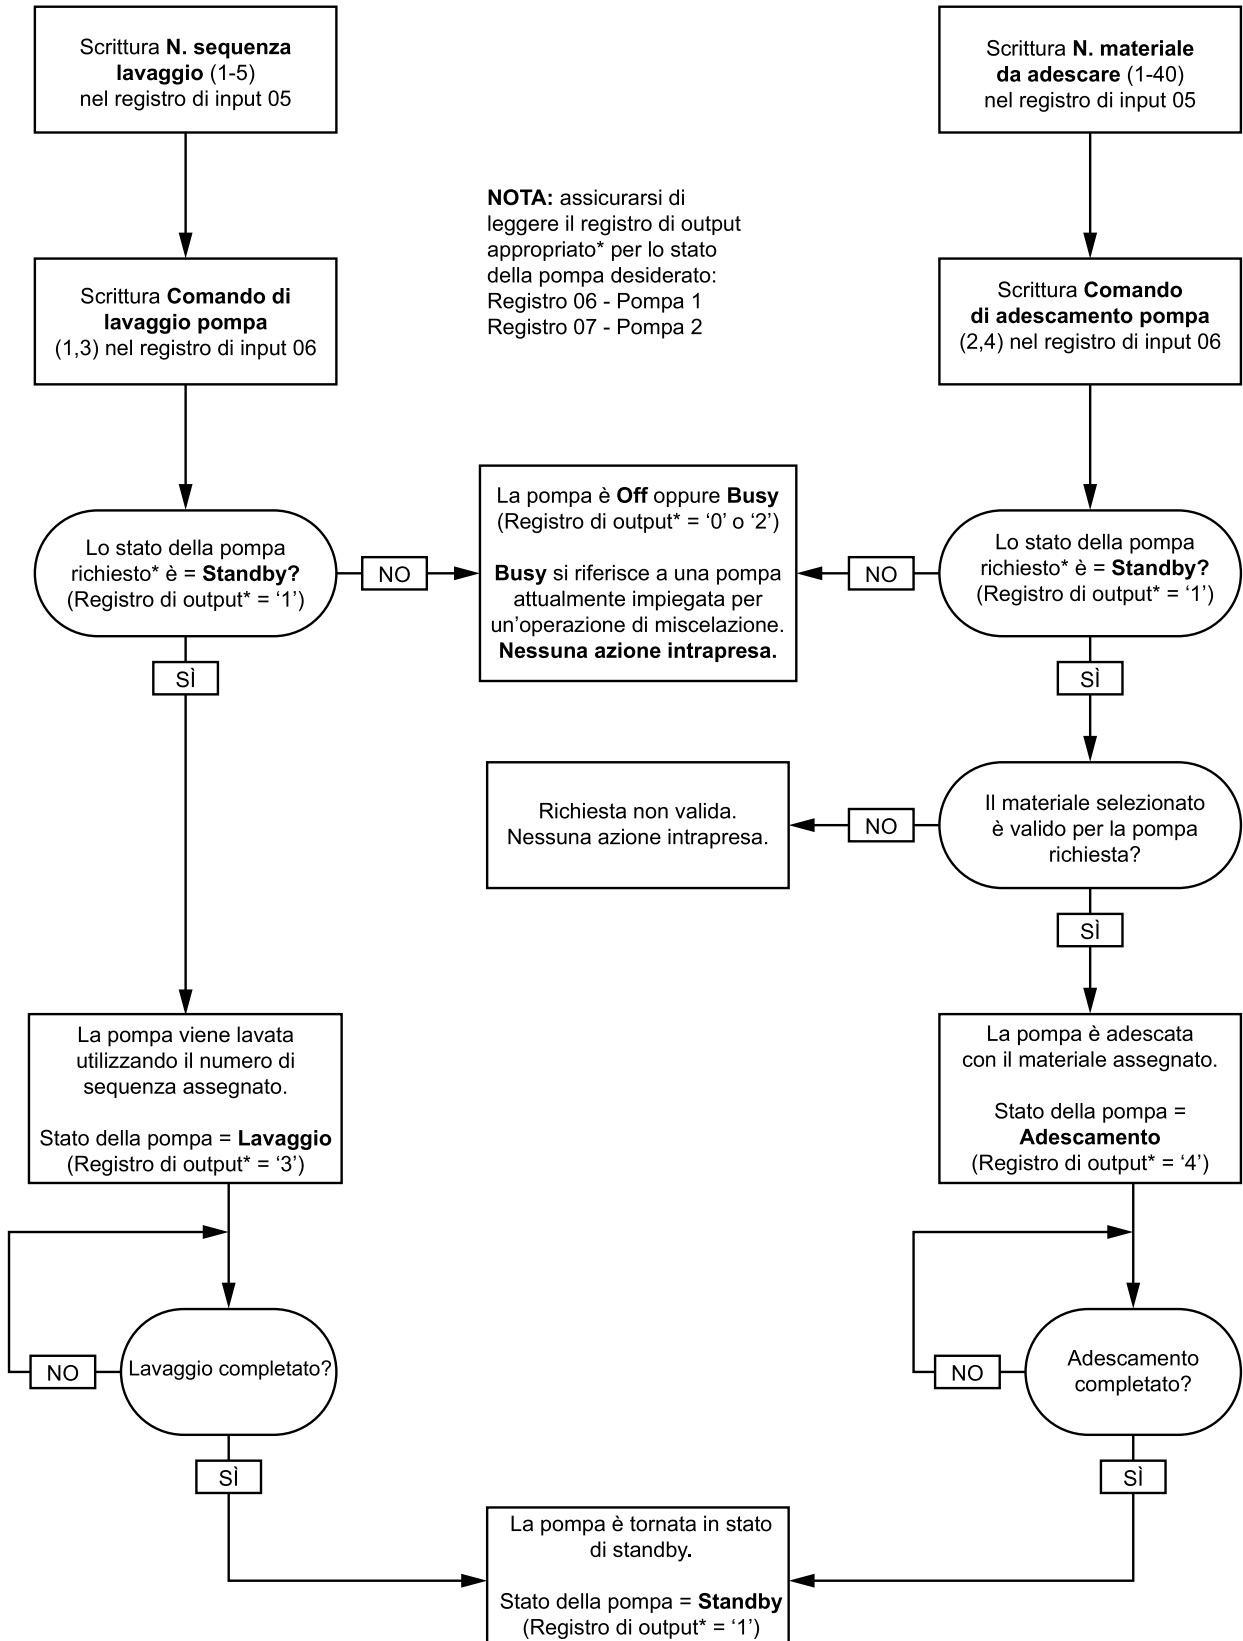 Scrittura N. sequenza
lavaggio (1-5)
nel registro di input 05
Scrittura N. materiale
da adescare (1-40)
nel registro di input 05
NOTA: assicurarsi di
leggere il registro di output
appropriato* per lo stato
della pompa desiderato:
Registro 06 - Pompa 1
Registro 07 - Pompa 2
Scrittura Comando di
lavaggio pompa
(1,3) nel registro di input 06
Scrittura Comando
di adescamento pompa
(2,4) nel registro di input 06
Lo stato della pompa
richiesto* è = Standby?
(Registro di output* = ‘1’)
NO
La pompa è Off oppure Busy
(Registro di output* = ‘0’ o ‘2’)
Busy si riferisce a una pompa
attualmente impiegata per
un’operazione di miscelazione.
Nessuna azione intrapresa.
NO
Lo stato della pompa
richiesto* è = Standby?
(Registro di output* = ‘1’)
SÌ
SÌ
Richiesta non valida.
Nessuna azione intrapresa.
NO
Il materiale selezionato
è valido per la pompa
richiesta?
SÌ
La pompa viene lavata
utilizzando il numero di
sequenza assegnato.
Stato della pompa = Lavaggio
(Registro di output* = ‘3’)
La pompa è adescata
con il materiale assegnato.
Stato della pompa =
Adescamento
(Registro di output* = ‘4’)
NO
Lavaggio completato?
NO
Adescamento
completato?
SÌ
SÌ
La pompa è tornata in stato
di standby.
Stato della pompa = Standby
(Registro di output* = ‘1’)